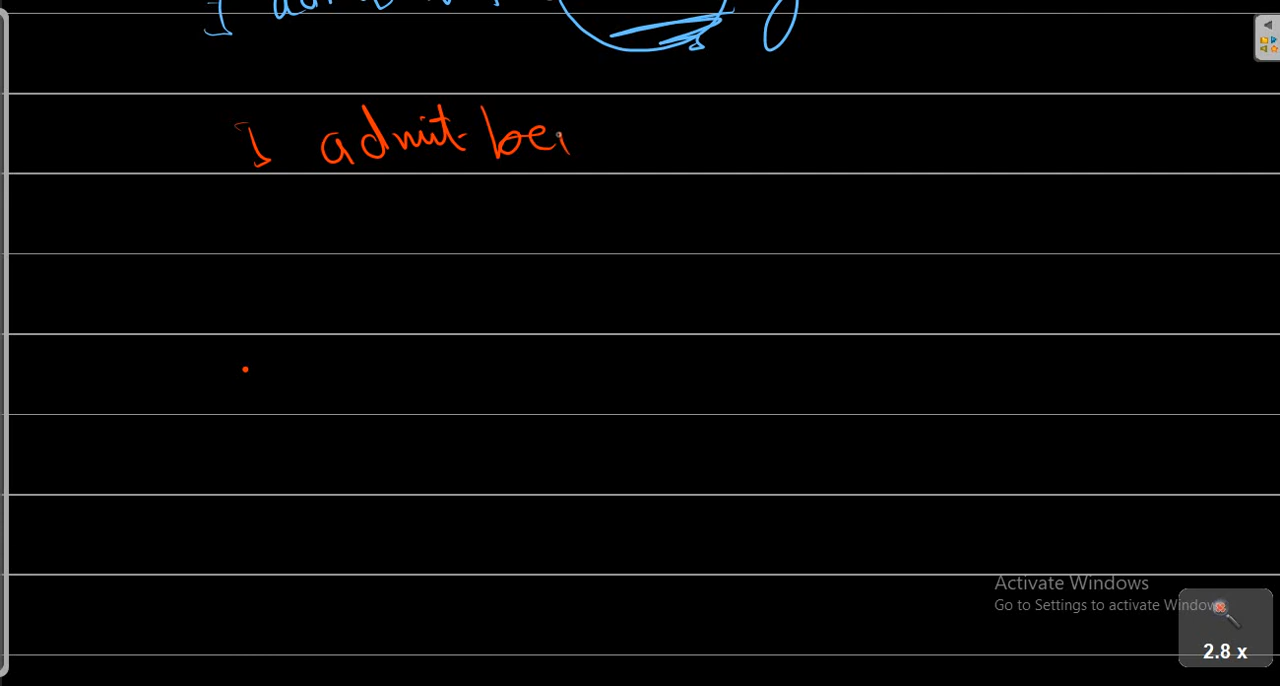 I admit bei
Activate Windows
Go to Settings to activate Windows
2.8 x